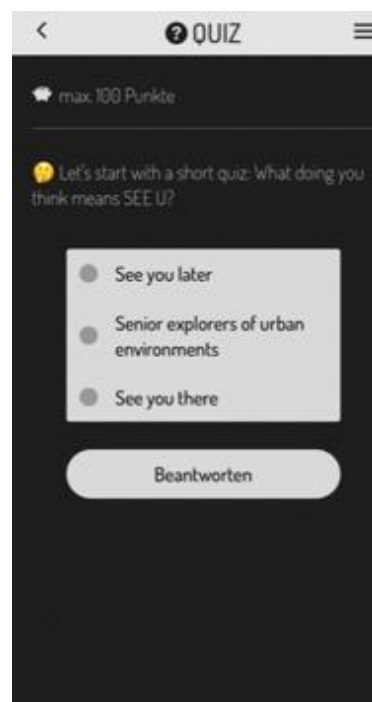 QUIZ
max. 100 Punkte
Let's start with a short quiz: What doing you
think means SEE U?
See you later
Senior explorers of urban
environments
See you there
Beantworten